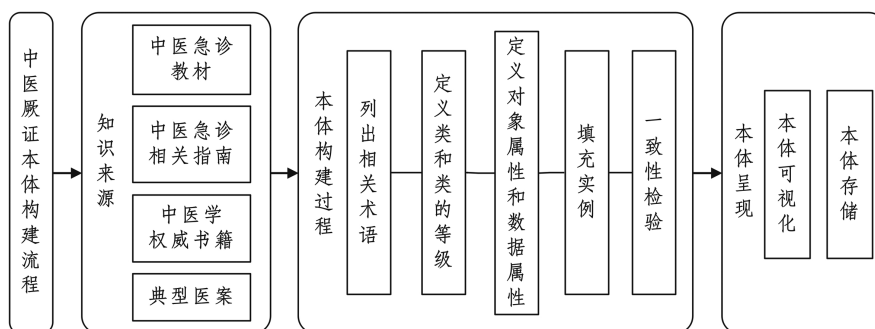 中医厥证本体构建流程
知识来源
中医急诊
教材
中医急诊
相关指南
中医学
权威书籍
典型医案
本体构建过程
列出相关术语
定义类和类的等级
定义对象属性和数据属性
填充实例
一致性检验
本体呈现
本体可视化
本体存储